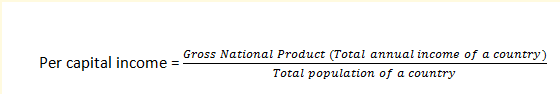 Per capital income = Gross National Product (Total annual income of a country)
Total population of a country